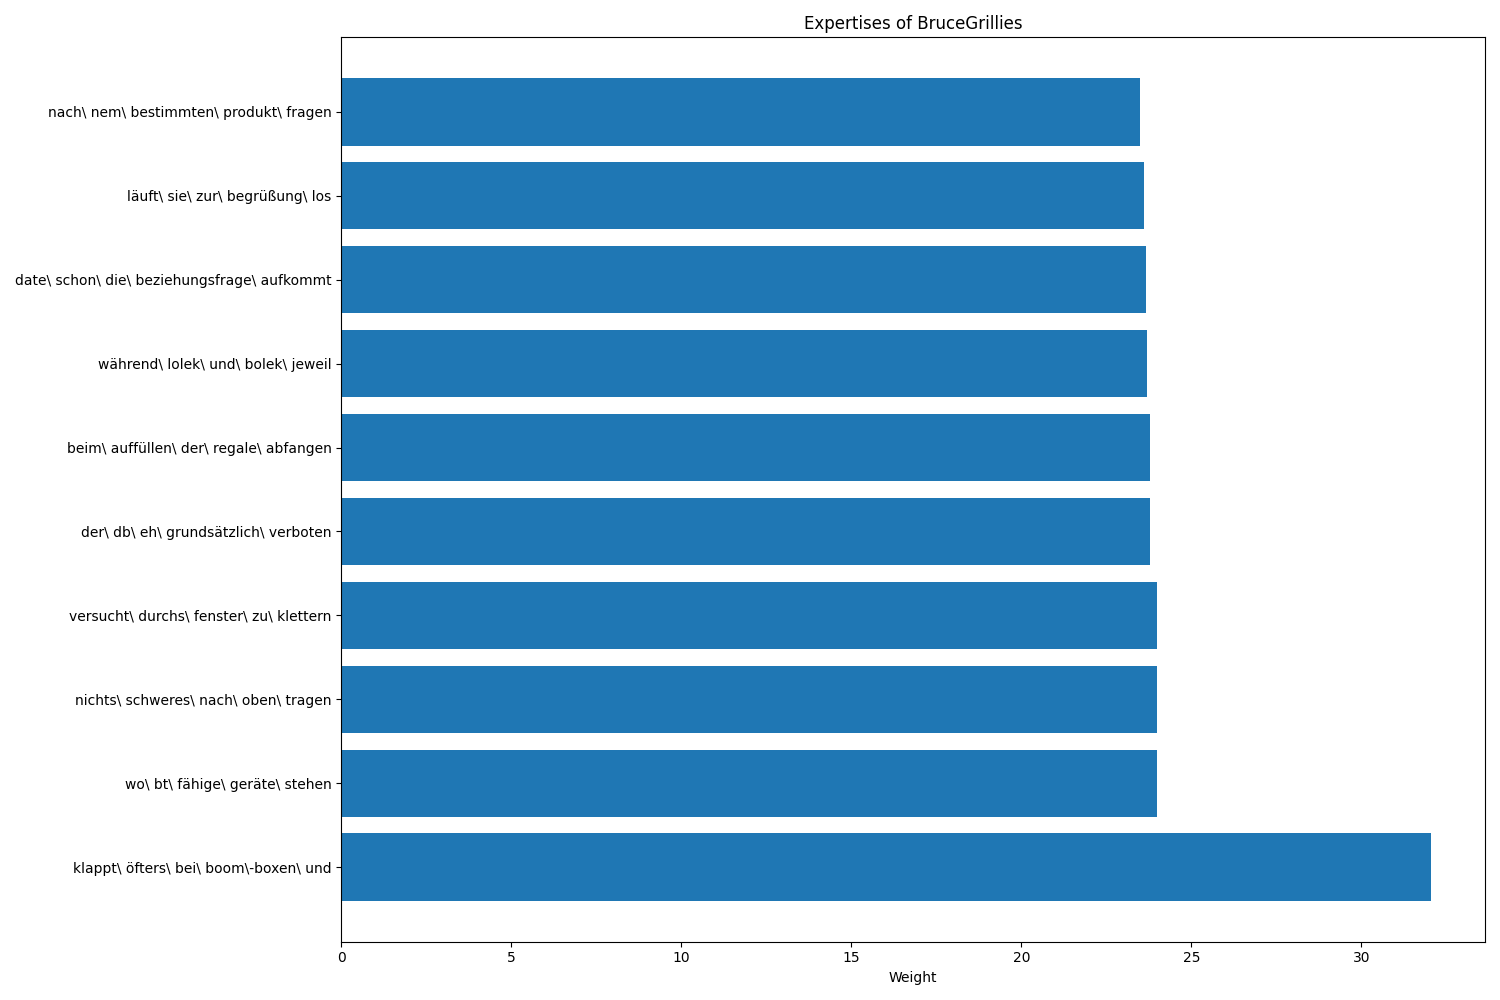 Expertises of BruceGrillies
nach\ nem\ bestimmten\ produkt\ fragen
läuft\ sie\ zur\ begrüßung\ los
date\ schon\ die\ beziehungsfrage\ aufkommt
während\ lolek\ und\ bolek\ jeweil
beim\ auffüllen\ der\ regale\ abfangen
der\ db\ eh\ grundsätzlich\ verboten
versucht\ durchs\ fenster\ zu\ klettern
nichts\ schweres\ nach\ oben\ tragen
wo\ bt\ fähige\ geräte\ stehen
klappt\ öfters\ bei\ boom\-boxen\ und
0 5 10 15 20 25 30
Weight